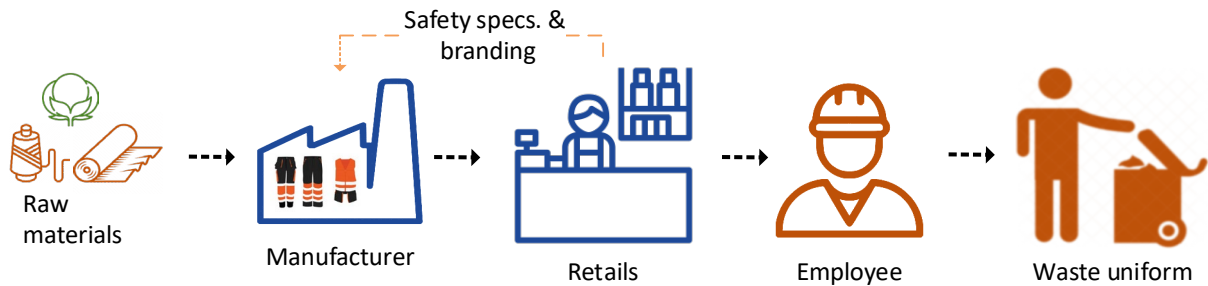 Safety specs. &
branding
Raw
materials
Manufacturer
Retails
Employee
Waste uniform